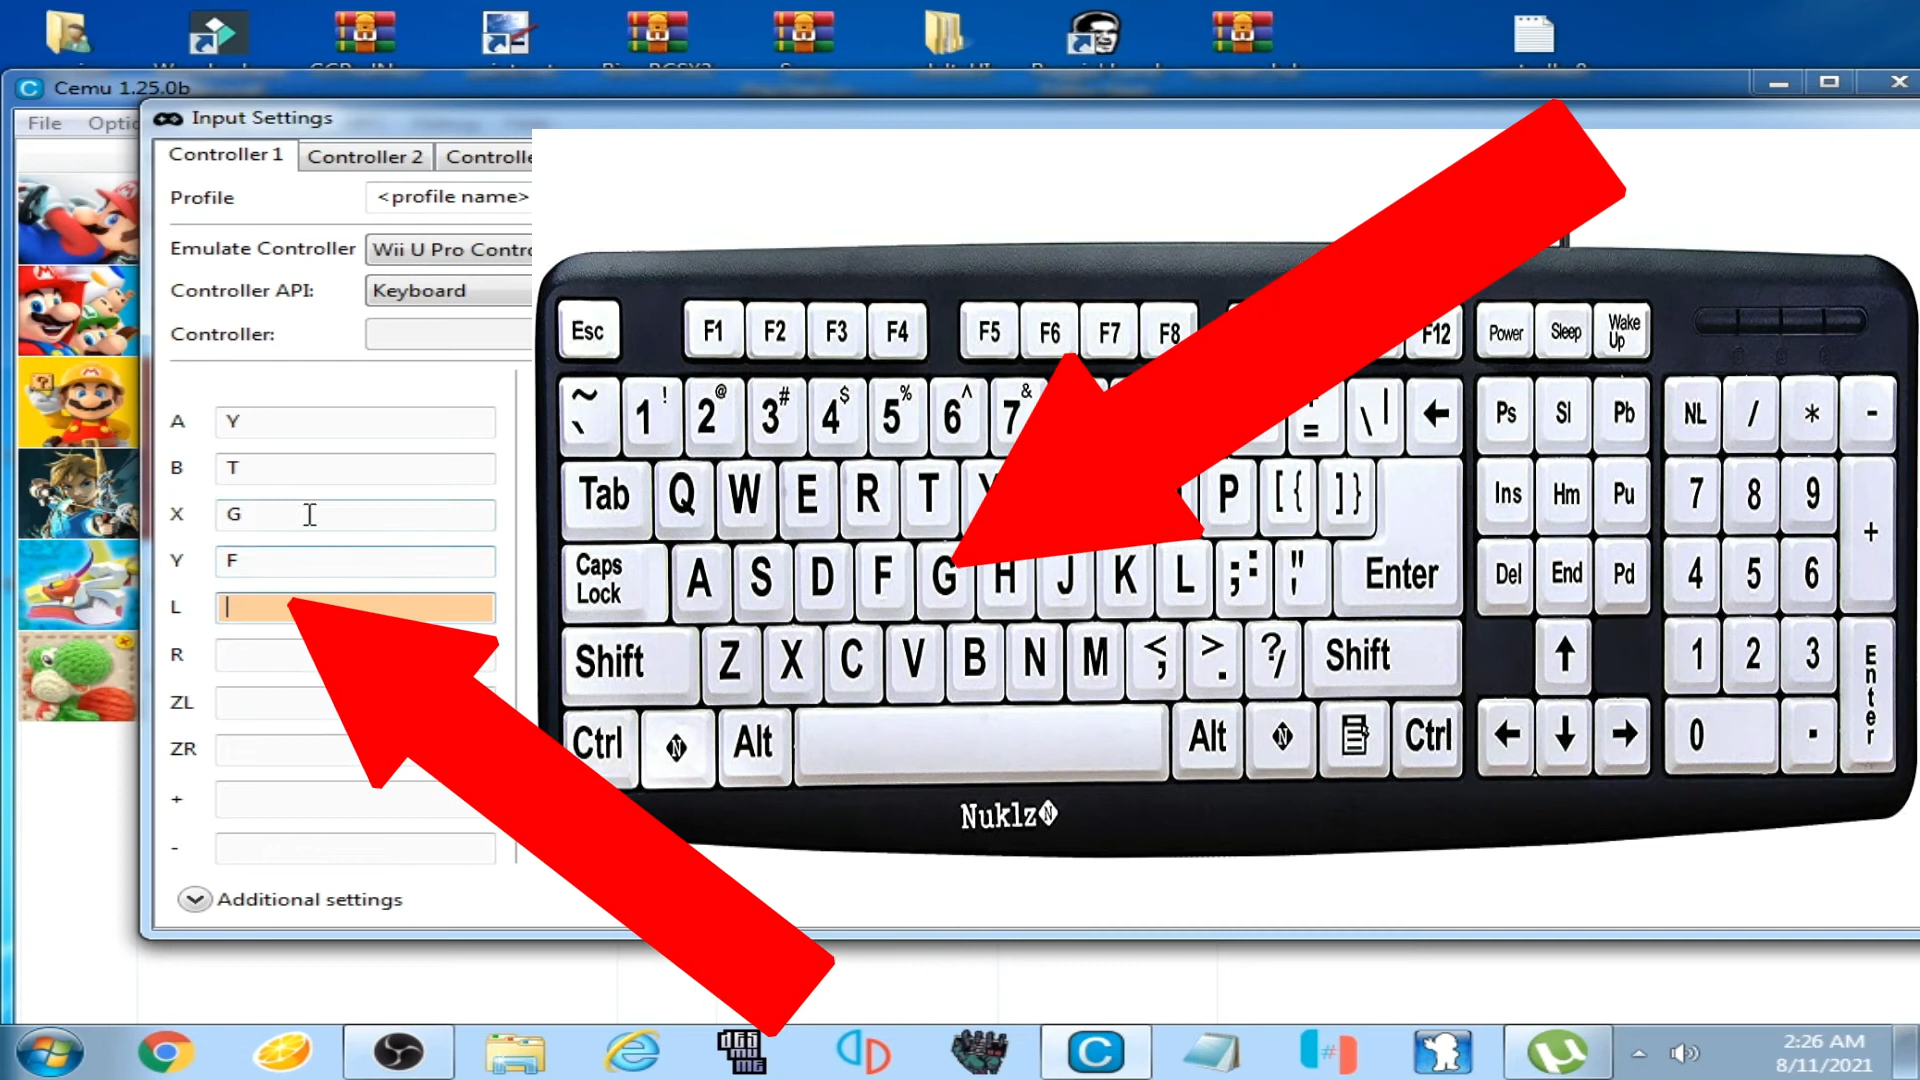 Cemu 1.25.0b
File
Input Settings
Controller 1 Controller 2
Profile <profile name>
Emulate Controller Wii U Pro
Controller API: Keyboard
Controller:
A Y
B T
X G
Y F
L
R
ZL
ZR
+
-
Additional settings
Esc F1 F2 F3 F4 F5 F6 F7 F8 F12 Power Sleep Wake Up
~ ` 1 ! 2 @ 3 # 4 $ 5 % 6 ^ 7 & = \ | ← Ps Sl Pb NL / * -
Tab Q W E R T P [ { ] } Ins Hm Pu 7 8 9 +
Caps Lock A S D F G H J K L ; : " ' Enter Del End Pd 4 5 6
Shift Z X C V B N M < , > . ? / Shift ↑ 1 2 3 Enter
Ctrl Alt Alt Ctrl ← ↓ → 0 .
Nuklz N
2:26 AM
8/11/2021